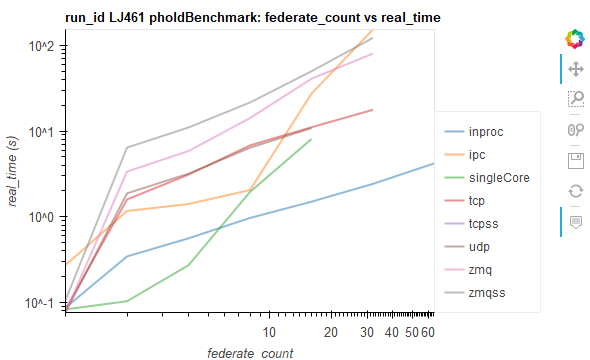 run_id LJ461 pholdBenchmark: federate_count vs real_time
10^2
10^1
10^0
10^-1
real_time (s)
10
20
30
40
50
60
federate_count
inproc
ipc
singleCore
tcp
tcpss
udp
zmq
zmqss